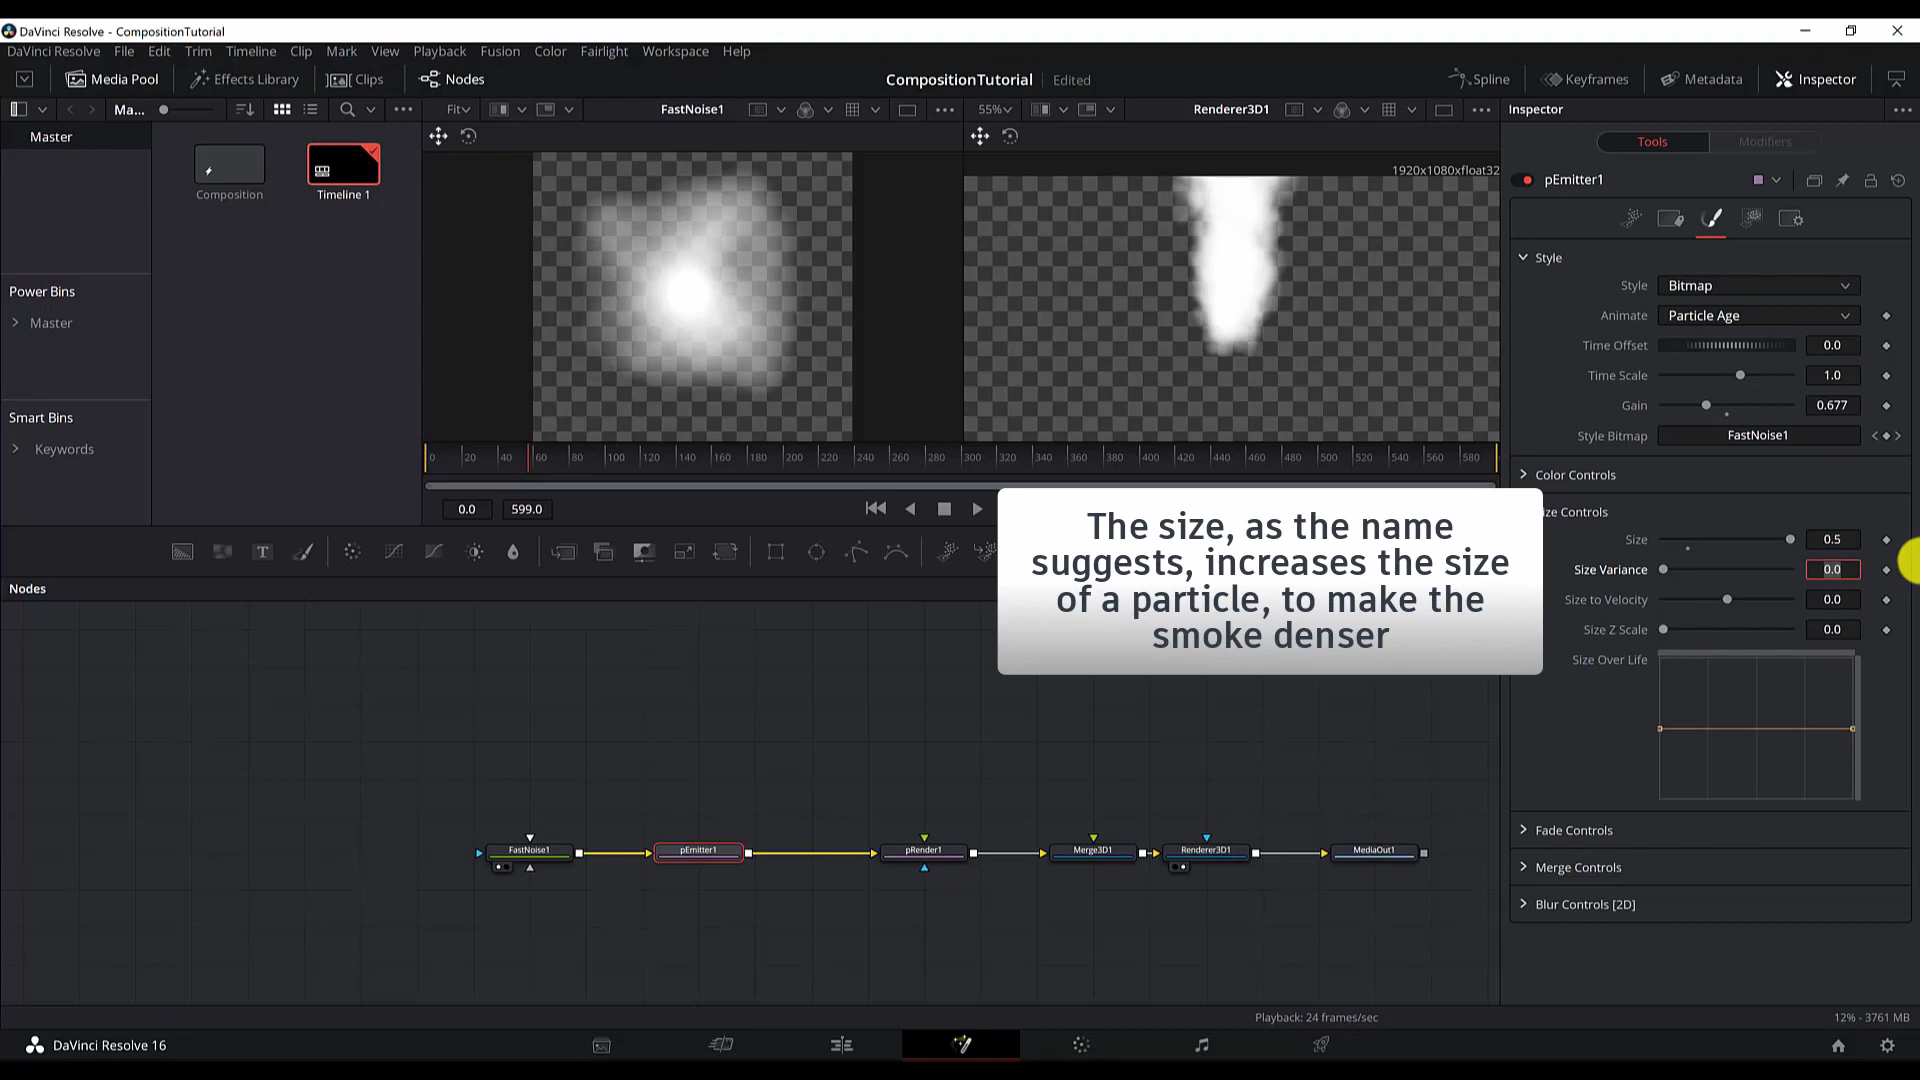 DaVinci Resolve - CompositionTutorial
DaVinci Resolve File Edit Trim Timeline Clip Mark View Playback Fusion Color Fairlight Workspace Help
Media Pool Effects Library Clips Nodes CompositionTutorial Edited Spline Keyframes Metadata Inspector
Ma... Fit FastNoise1 55% Renderer3D1 Inspector
Master
Composition
Timeline 1
Power Bins
Master
Smart Bins
Keywords
1920x1080xfloat32
0 20 40 60 80 100 120 140 160 180 200 220 240 260 280 300 320 340 360 380 400 420 440 460 480 500 520 540 560 580
0.0 599.0
Tools Modifiers
pEmitter1
Style
Style Bitmap
Animate Particle Age
Time Offset 0.0
Time Scale 1.0
Gain 0.677
Style Bitmap FastNoise1
Color Controls
ize Controls
Size 0.5
Size Variance 0.0
Size to Velocity 0.0
Size Z Scale 0.0
Size Over Life
Fade Controls
Merge Controls
Blur Controls [2D]
The size, as the name
suggests, increases the size
of a particle, to make the
smoke denser
Nodes
FastNoise1 pEmitter1 pRender1 Merge3D1 Renderer3D1 MediaOut1
Playback: 24 frames/sec 12% - 3761 MB
DaVinci Resolve 16